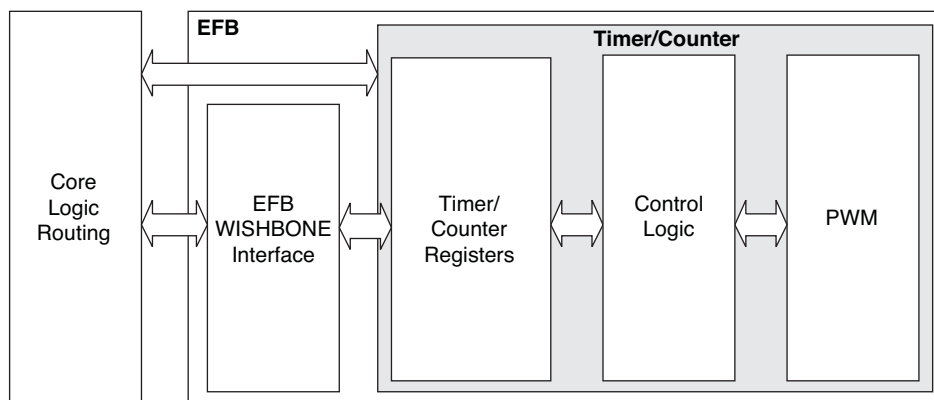 EFB
Timer/Counter
Core
Logic
Routing
EFB
WISHBONE
Interface
Timer/
Counter
Registers
Control
Logic
PWM